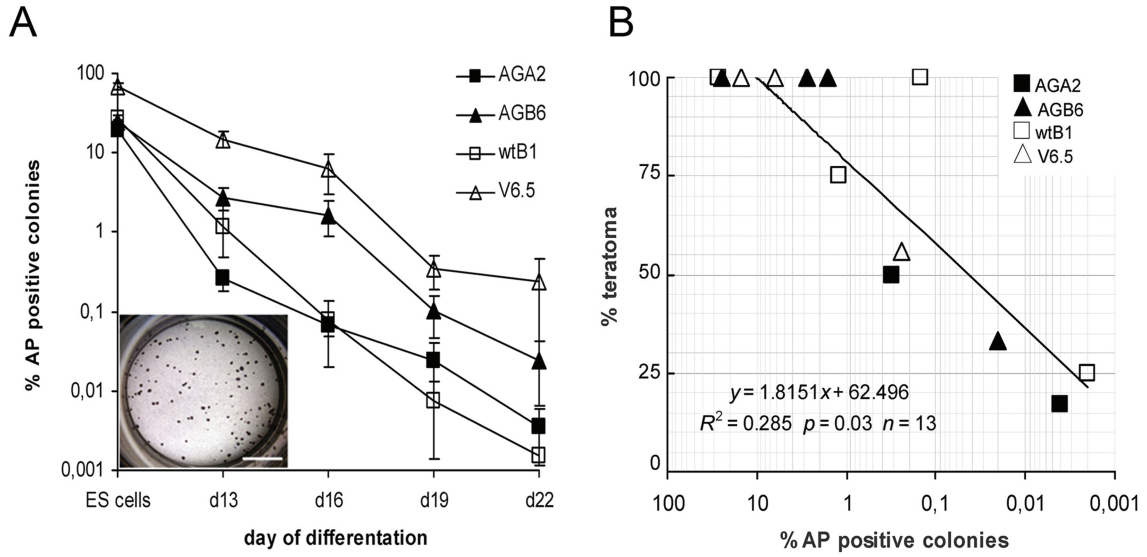 A
100
10
1
0,1
0,01
0,001
% AP positive colonies
ES cells d13 d16 d19 d22
day of differentation
AGA2
AGB6
wtB1
V6.5
B
100
75
50
25
0
% teratoma
100 10 1 0,1 0,01 0,001
% AP positive colonies
AGA2
AGB6
wtB1
V6.5
y = 1.8151x + 62.496
R² = 0.285 p = 0.03 n = 13